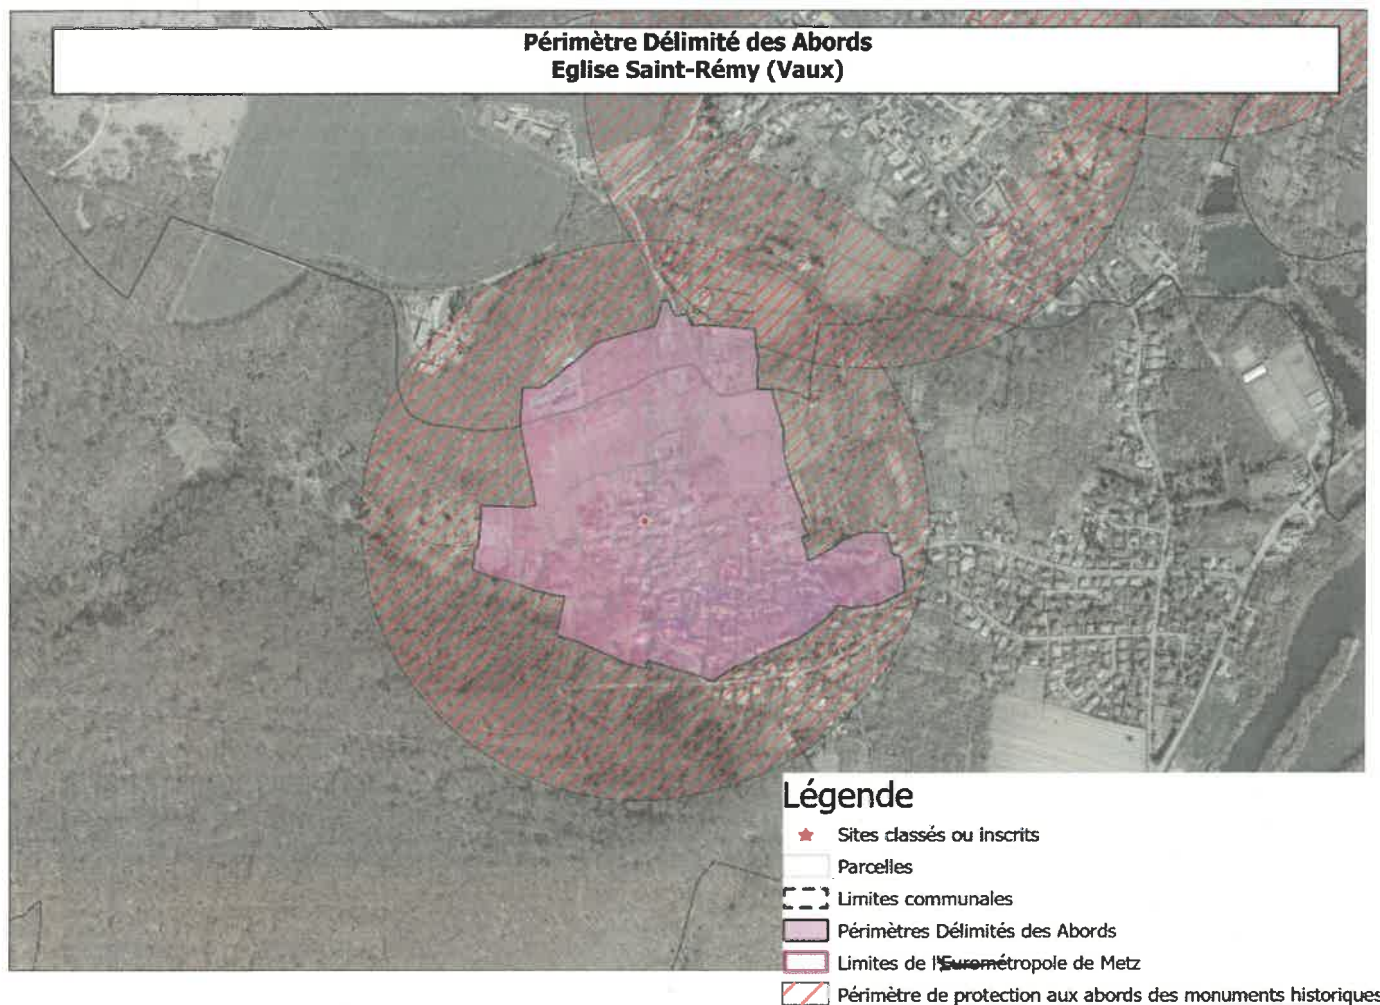 Périmètre Délimité des Abords
Eglise Saint-Rémy (Vaux)
Légende
Sites classés ou inscrits
Parcelles
Limites communales
Périmètres Délimités des Abords
Limites de l'Eurométropole de Metz
Périmètre de protection aux abords des monuments historiques